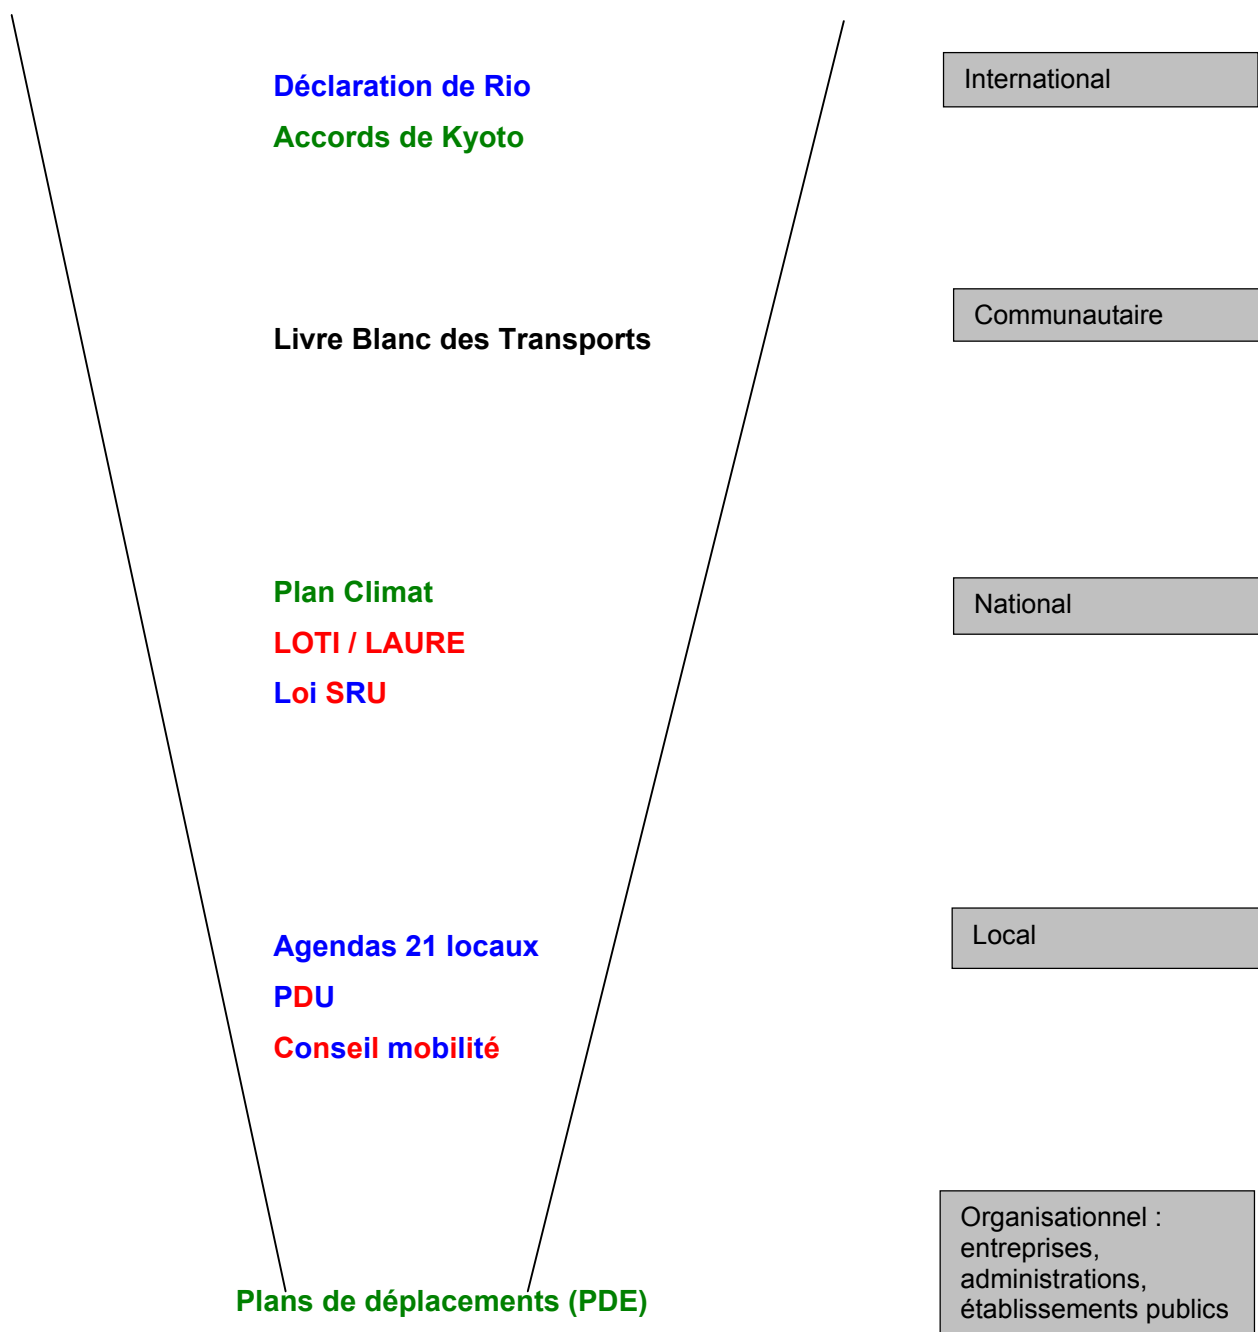 Déclaration de Rio
International
Accords de Kyoto
Livre Blanc des Transports
Communautaire
Plan Climat
National
LOTI / LAURE
Loi SRU
Agendas 21 locaux
Local
PDU
Conseil mobilité
Plans de déplacements (PDE)
Organisationnel :
entreprises,
administrations,
établissements publics